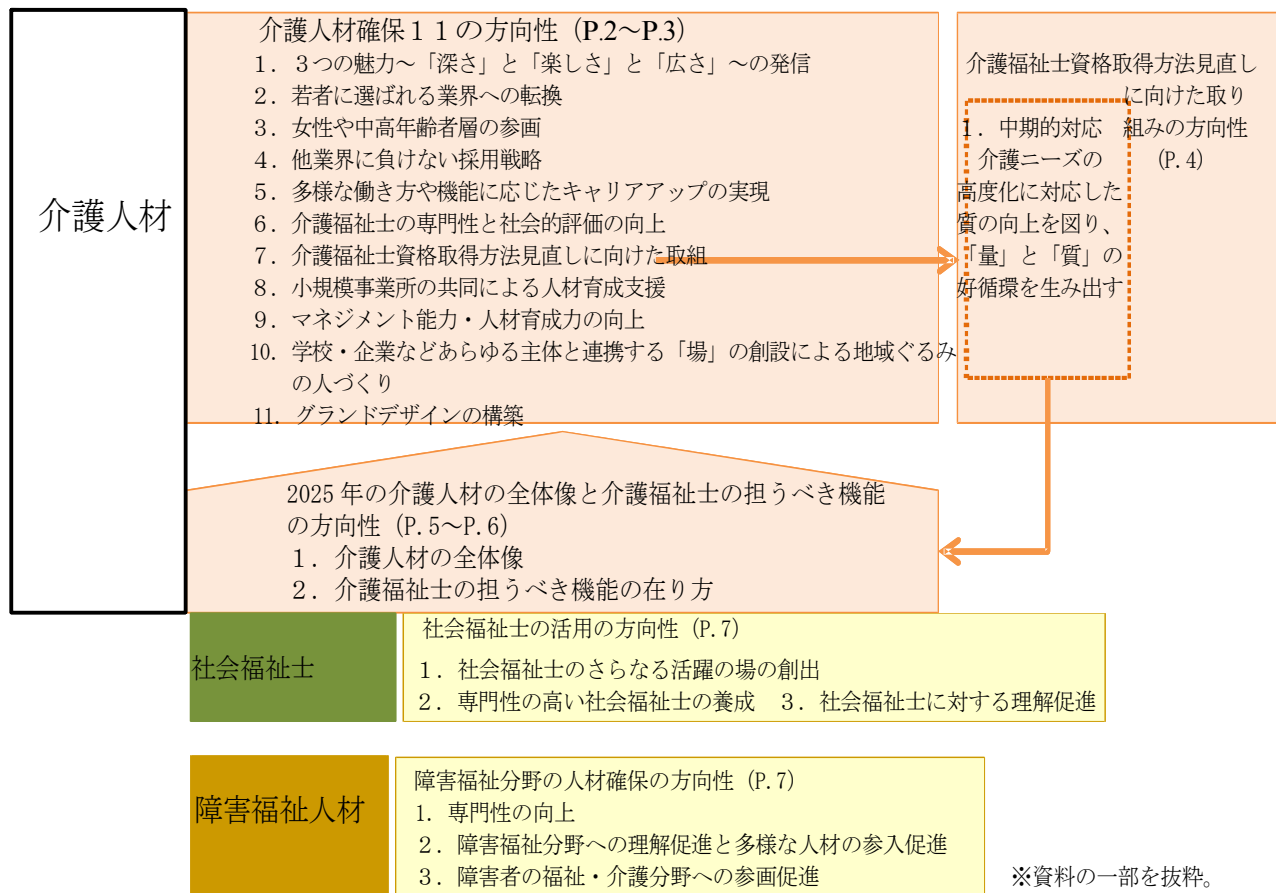 介護人材
介護人材確保１１の方向性（P.2～P.3）
１．３つの魅力～「深さ」と「楽しさ」と「広さ」～の発信
２．若者に選ばれる業界への転換
３．女性や中高年齢者層の参画
４．他業界に負けない採用戦略
５．多様な働き方や機能に応じたキャリアアップの実現
６．介護福祉士の専門性と社会的評価の向上
７．介護福祉士資格取得方法見直しに向けた取組
８．小規模事業所の共同による人材育成支援
９．マネジメント能力・人材育成力の向上
10．学校・企業などあらゆる主体と連携する「場」の創設による地域ぐるみ
の人づくり
11．グランドデザインの構築
介護福祉士資格取得方法見直し
に向けた取り
組みの方向性
（P.4）
１．中期的対応
介護ニーズの
高度化に対応した
質の向上を図り、
「量」と「質」の
好循環を生み出す
2025 年の介護人材の全体像と介護福祉士の担うべき機能
の方向性（P.5～P.6）
１．介護人材の全体像
２．介護福祉士の担うべき機能の在り方
社会福祉士
社会福祉士の活用の方向性（P.7）
１．社会福祉士のさらなる活躍の場の創出
２．専門性の高い社会福祉士の養成　３．社会福祉士に対する理解促進
障害福祉人材
障害福祉分野の人材確保の方向性（P.7）
1．専門性の向上
２．障害福祉分野への理解促進と多様な人材の参入促進
３．障害者の福祉・介護分野への参画促進
※資料の一部を抜粋。